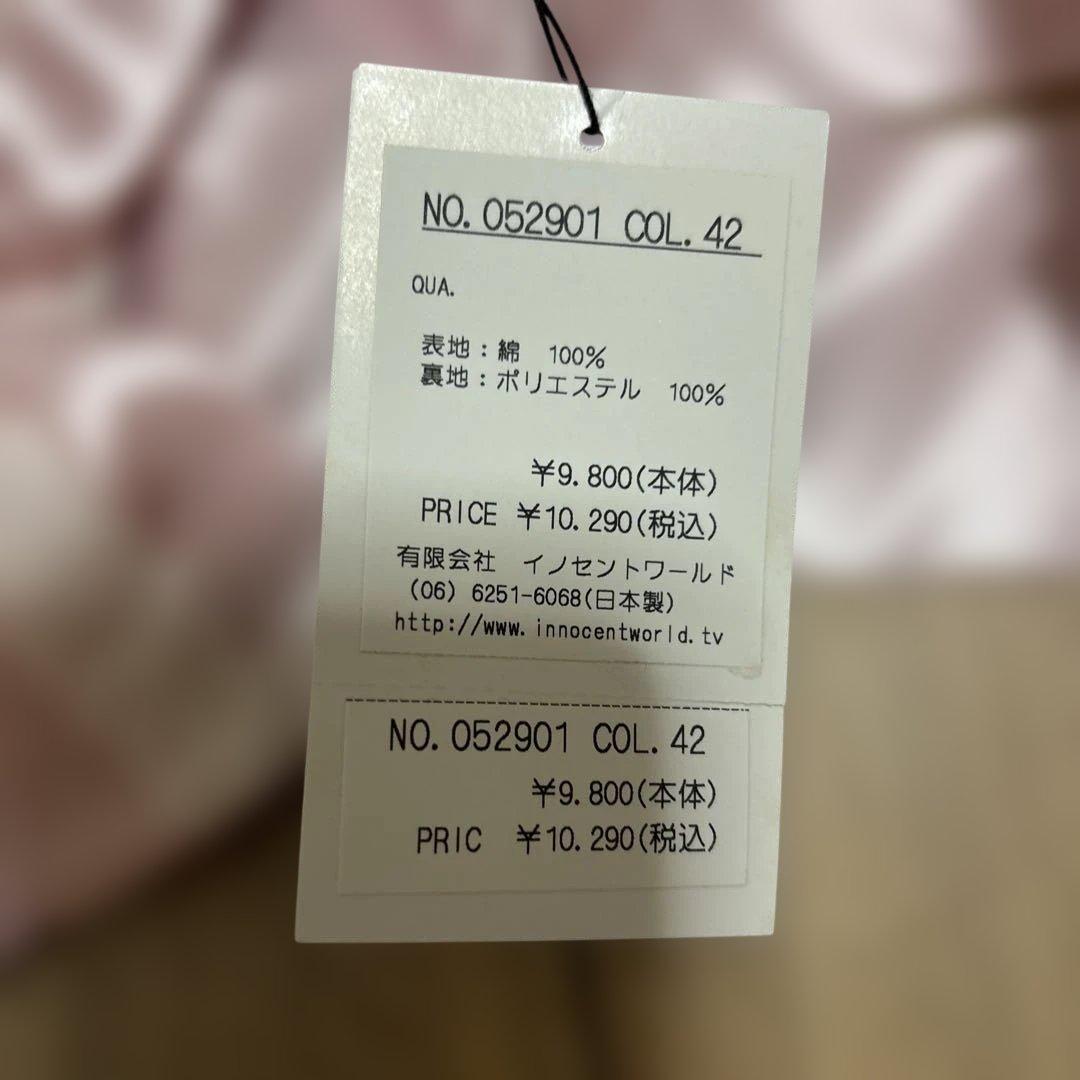 NO.052901 COL.42
QUA.
表地：綿 100%
裏地：ポリエステル 100%
¥9.800(本体)
PRICE ¥10.290(税込)
有限会社 イノセントワールド
(06) 6251-6068(日本製)
http://www.innocentworld.tv
NO.052901 COL.42
¥9.800(本体)
PRIC ¥10.290(税込)